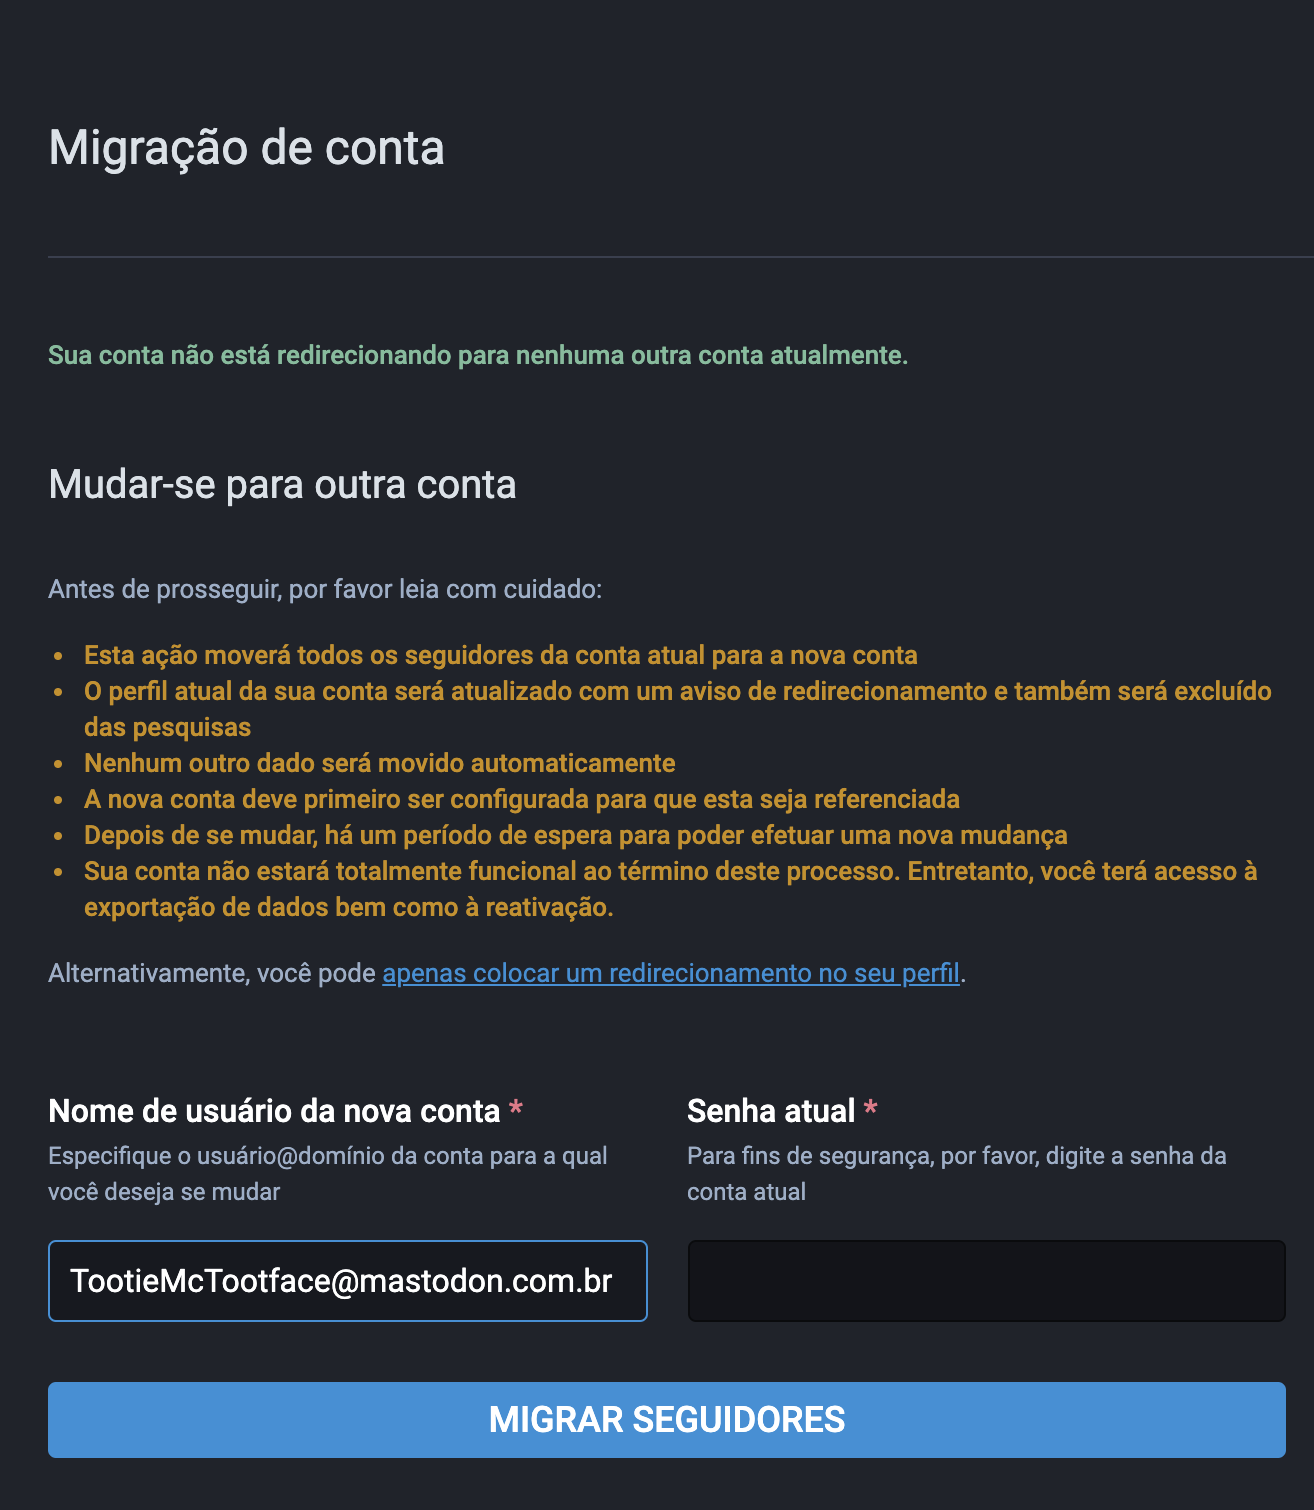 Migração de conta
Sua conta não está redirecionando para nenhuma outra conta atualmente.
Mudar-se para outra conta
Antes de prosseguir, por favor leia com cuidado:
• Esta ação moverá todos os seguidores da conta atual para a nova conta
• O perfil atual da sua conta será atualizado com um aviso de redirecionamento e também será excluído
das pesquisas
• Nenhum outro dado será movido automaticamente
• A nova conta deve primeiro ser configurada para que esta seja referenciada
• Depois de se mudar, há um período de espera para poder efetuar uma nova mudança
• Sua conta não estará totalmente funcional ao término deste processo. Entretanto, você terá acesso à
exportação de dados bem como à reativação.
Alternativamente, você pode apenas colocar um redirecionamento no seu perfil.
Nome de usuário da nova conta *
Especifique o usuário@domínio da conta para a qual
você deseja se mudar
TootieMcTootface@mastodon.com.br
Senha atual *
Para fins de segurança, por favor, digite a senha da
conta atual
MIGRAR SEGUIDORES